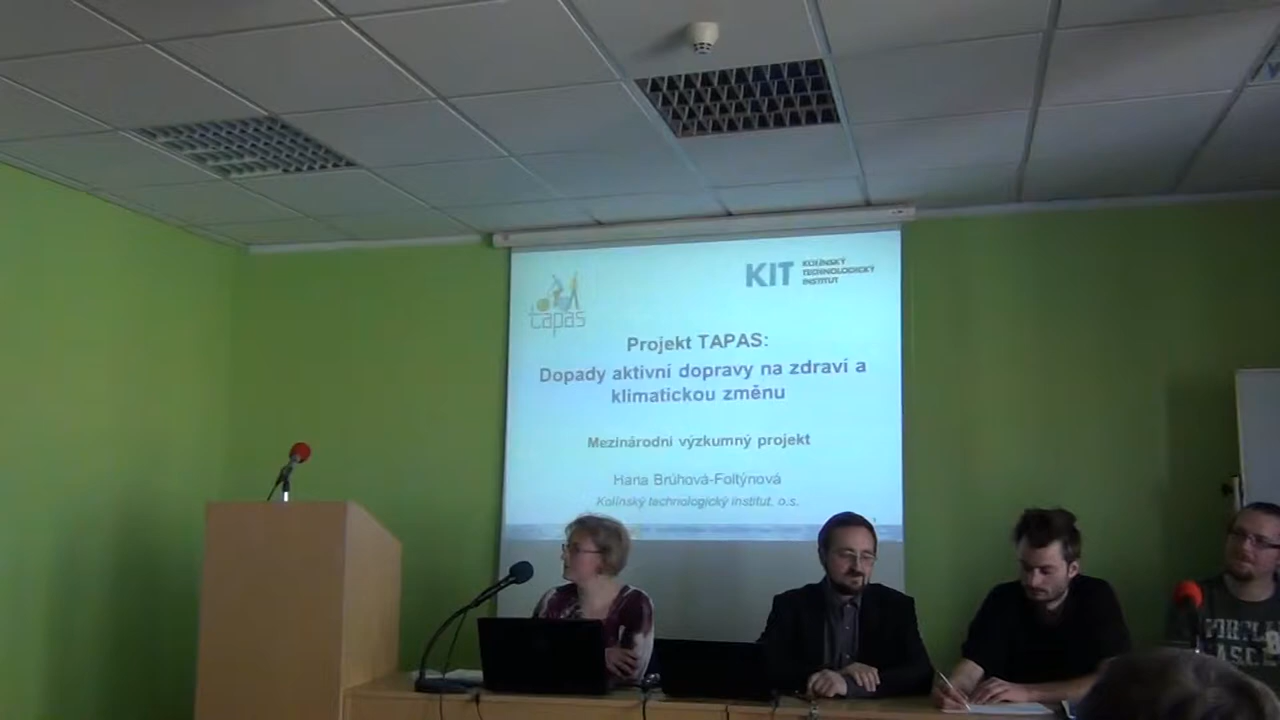 tapas
KIT
KOLÍNSKÝ
TECHNOLOGICKÝ
INSTITUT
Projekt TAPAS:
Dopady aktivní dopravy na zdraví a
klimatickou změnu
Mezinárodní výzkumný projekt
Hana Brůhová-Foltýnová
Kolínský technologický institut, o.s.